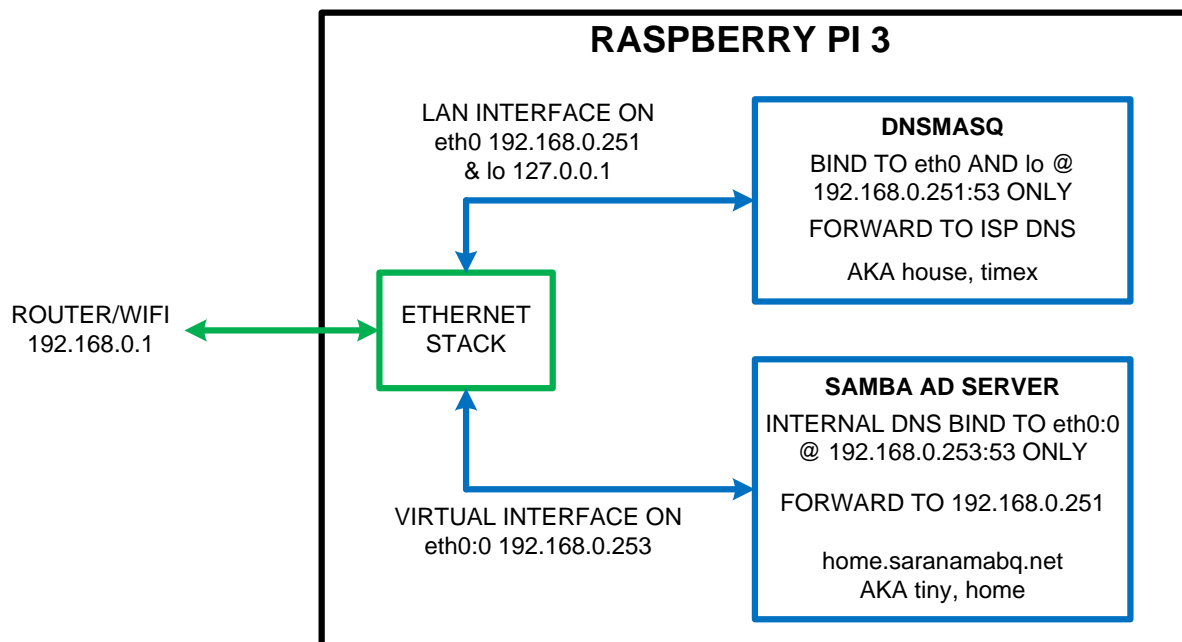 RASPBERRY PI 3
LAN INTERFACE ON
eth0 192.168.0.251
& lo 127.0.0.1
DNSMASQ
BIND TO eth0 AND lo @
192.168.0.251:53 ONLY
FORWARD TO ISP DNS
AKA house, timex
ROUTER/WIFI
192.168.0.1
ETHERNET
STACK
SAMBA AD SERVER
INTERNAL DNS BIND TO eth0:0
@ 192.168.0.253:53 ONLY
FORWARD TO 192.168.0.251
home.saranamabq.net
AKA tiny, home
VIRTUAL INTERFACE ON
eth0:0 192.168.0.253